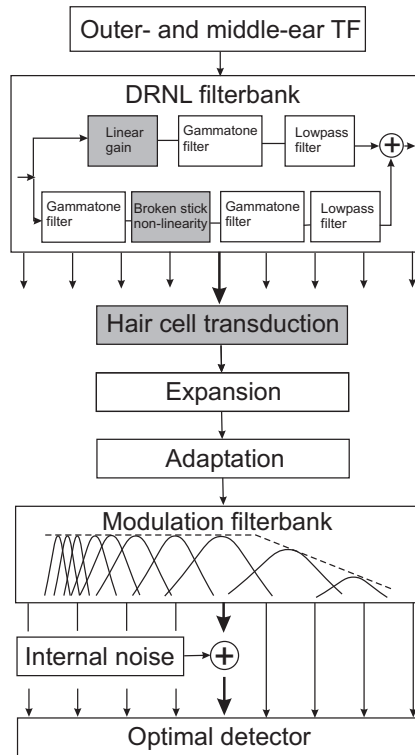 Outer- and middle-ear TF
DRNL filterbank
Linear
gain
Gammatone
filter
Lowpass
filter
+
Gammatone
filter
Broken stick
non-linearity
Gammatone
filter
Lowpass
filter
Hair cell transduction
Expansion
Adaptation
Modulation filterbank
Internal noise
+
Optimal detector